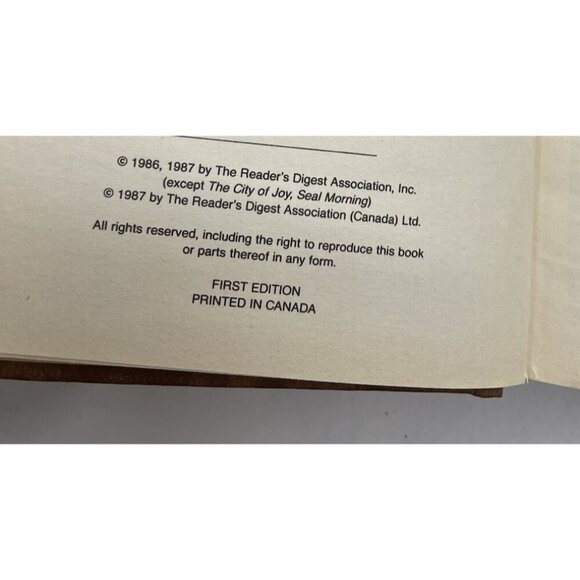 © 1986, 1987 by The Reader's Digest Association, Inc.
(except The City of Joy, Seal Morning)
© 1987 by The Reader's Digest Association (Canada) Ltd.
All rights reserved, including the right to reproduce this book
or parts thereof in any form.
FIRST EDITION
PRINTED IN CANADA